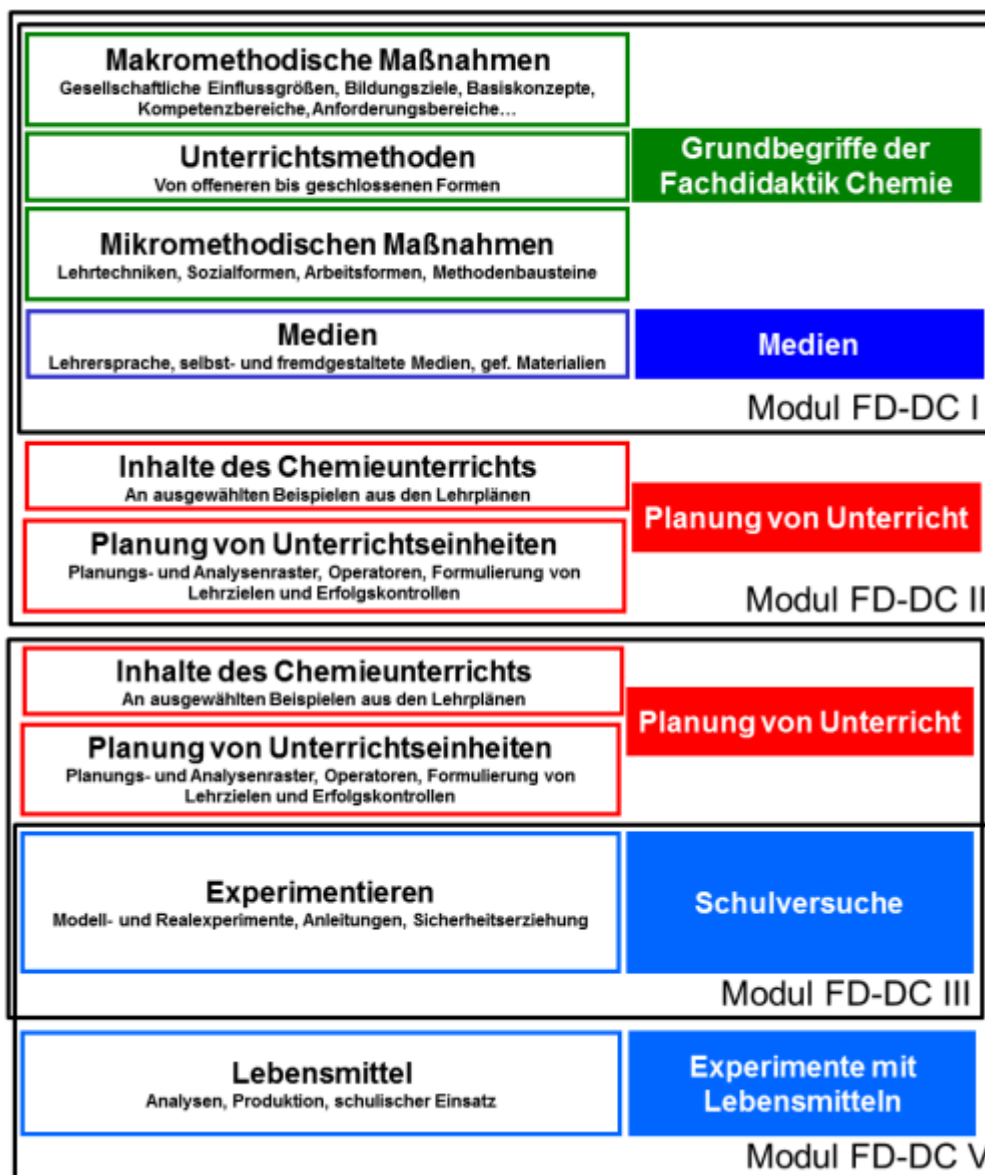 Makromethodische Maßnahmen
Gesellschaftliche Einflussgrößen, Bildungsziele, Basiskonzepte,
Kompetenzbereiche, Anforderungsbereiche...
Unterrichtsmethoden
Von offeneren bis geschlossenen Formen
Grundbegriffe der
Fachdidaktik Chemie
Mikromethodischen Maßnahmen
Lehrtechniken, Sozialformen, Arbeitsformen, Methodenbausteine
Medien
Lehrersprache, selbst- und fremdgestaltete Medien, gef. Materialien
Medien
Modul FD-DC I
Inhalte des Chemieunterrichts
An ausgewählten Beispielen aus den Lehrplänen
Planung von Unterricht
Planung von Unterrichtseinheiten
Planungs- und Analysenraster, Operatoren, Formulierung von
Lehrzielen und Erfolgskontrollen
Modul FD-DC II
Inhalte des Chemieunterrichts
An ausgewählten Beispielen aus den Lehrplänen
Planung von Unterricht
Planung von Unterrichtseinheiten
Planungs- und Analysenraster, Operatoren, Formulierung von
Lehrzielen und Erfolgskontrollen
Experimentieren
Modell- und Realexperimente, Anleitungen, Sicherheitserziehung
Schulversuche
Modul FD-DC III
Lebensmittel
Analysen, Produktion, schulischer Einsatz
Experimente mit
Lebensmitteln
Modul FD-DC V